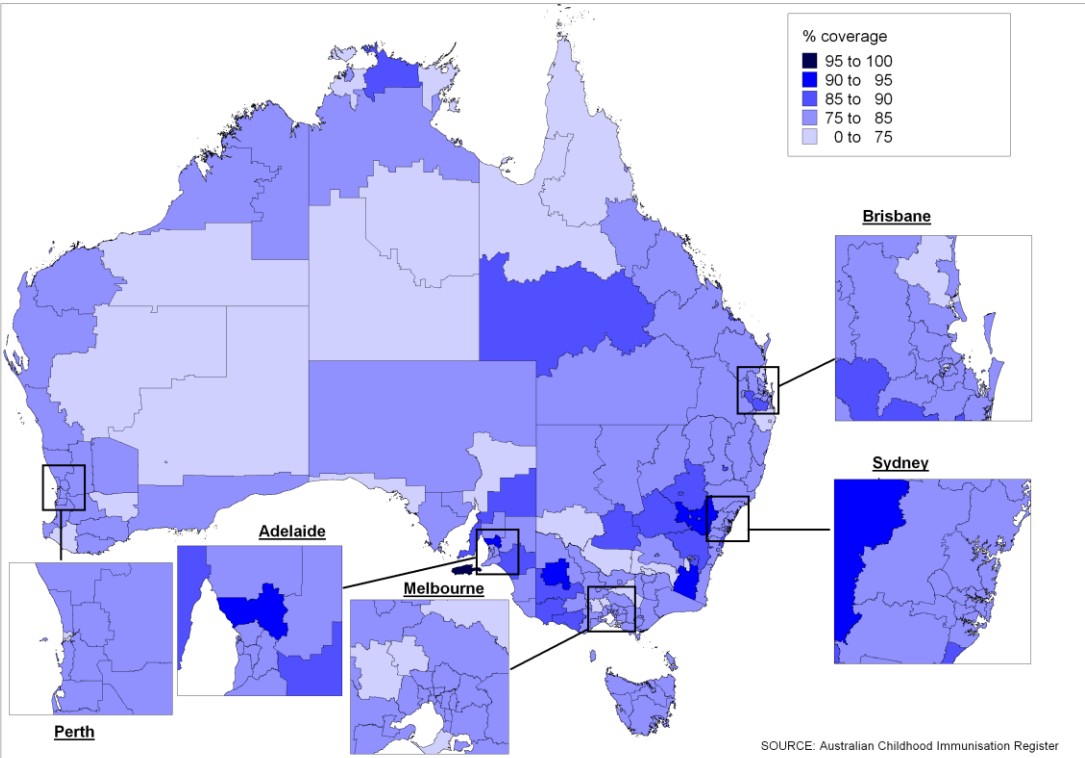 % coverage
95 to 100
90 to 95
85 to 90
75 to 85
0 to 75
Brisbane
Sydney
Adelaide
Melbourne
Perth
SOURCE: Australian Childhood Immunisation Register